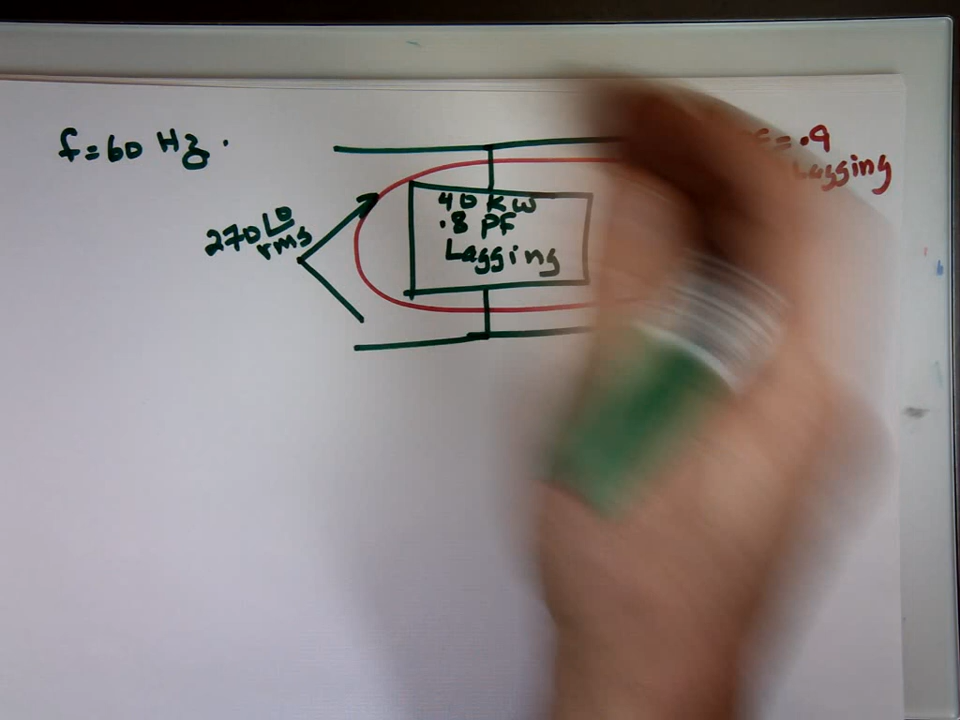 f=60 Hz.
=.9
Lagging
270∠0
rms
40 KW
.8 PF
Lagging